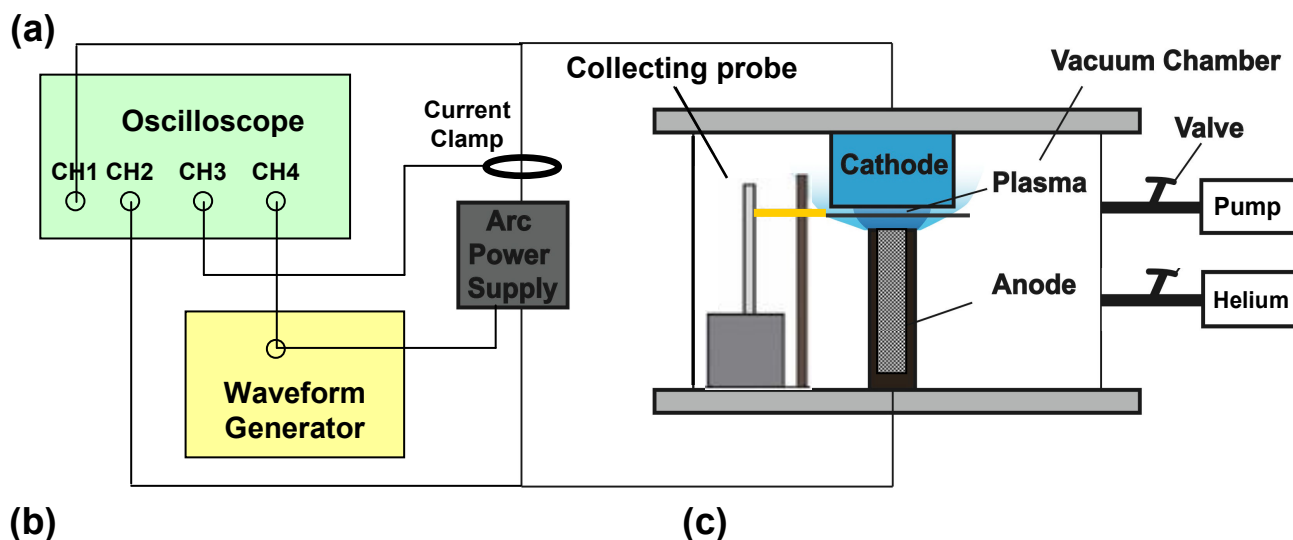 (a)
Oscilloscope
CH1 CH2 CH3 CH4
Current
Clamp
Arc
Power
Supply
Waveform
Generator
Collecting probe
Vacuum Chamber
Valve
Cathode
Plasma
Pump
Anode
Helium
(b)
(c)